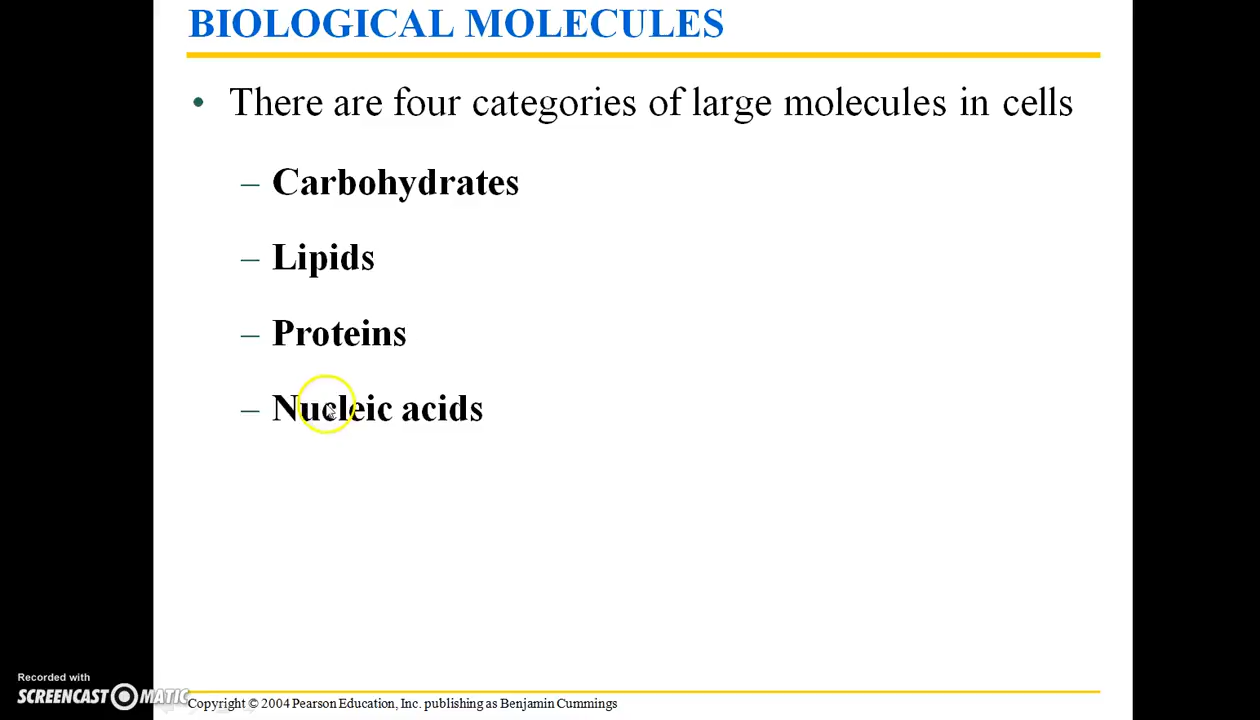 BIOLOGICAL MOLECULES
• There are four categories of large molecules in cells
– Carbohydrates
– Lipids
– Proteins
– Nucleic acids
Recorded with
SCREENCAST MATIC
Copyright © 2004 Pearson Education, Inc. publishing as Benjamin Cummings